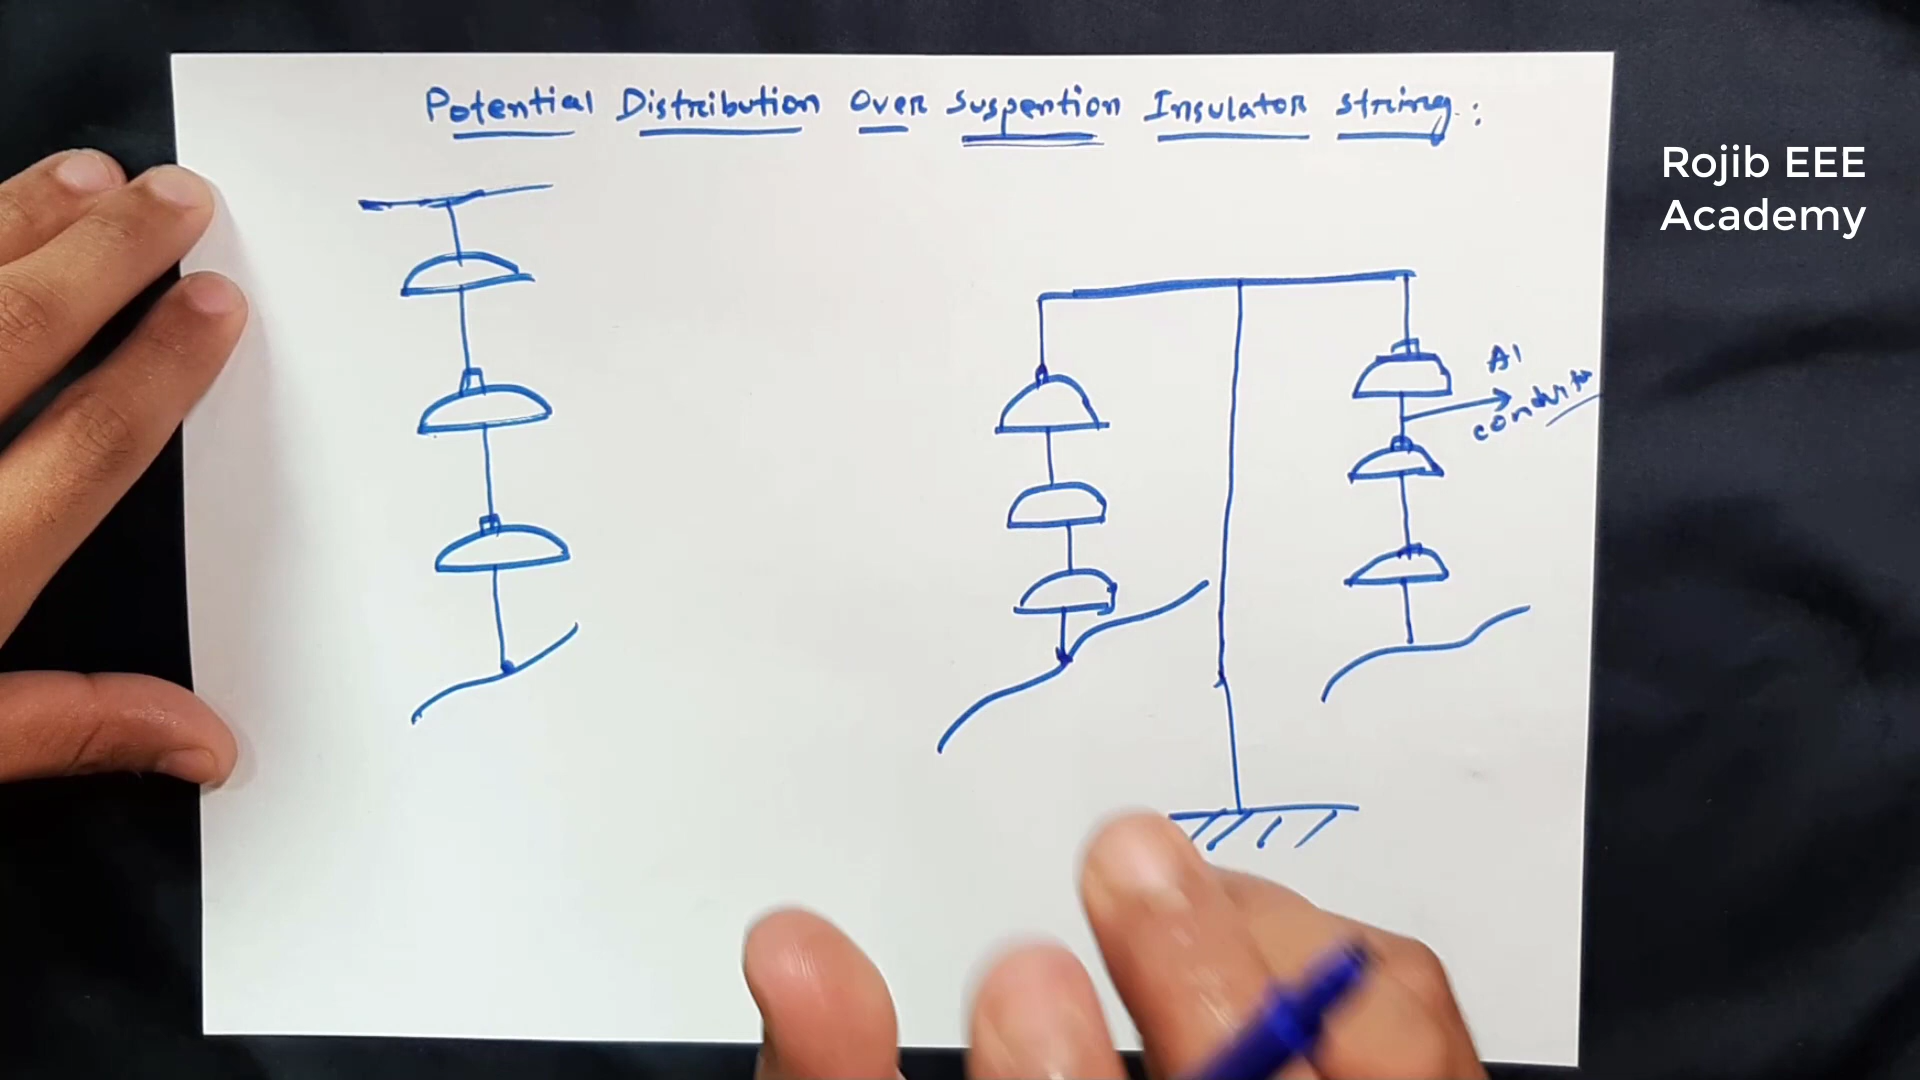 Potential Distribution Over Suspention Insulator string:
Rojib EEE
Academy
Al
conductor